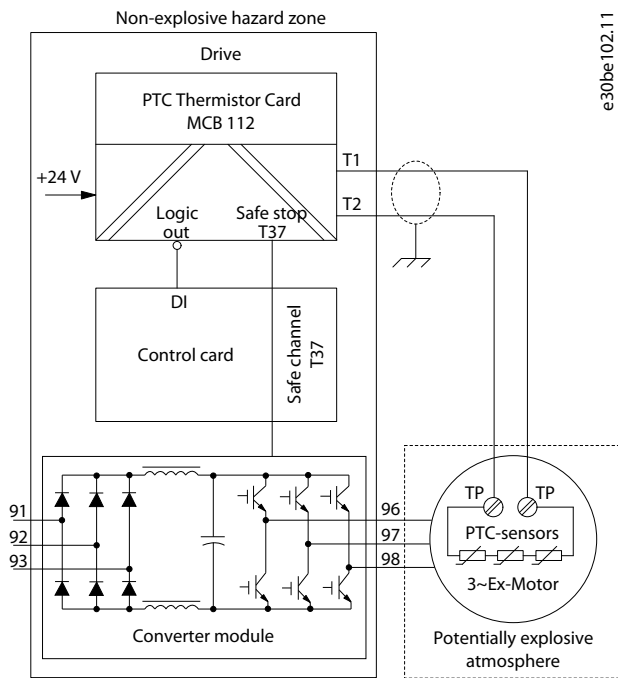 Non-explosive hazard zone
e30be102.11
Drive
PTC Thermistor Card
MCB 112
+24 V
T1
T2
Logic
out
Safe stop
T37
DI
Control card
Safe channel
T37
91
92
93
96
97
98
Converter module
TP
TP
PTC-sensors
3~Ex-Motor
Potentially explosive
atmosphere